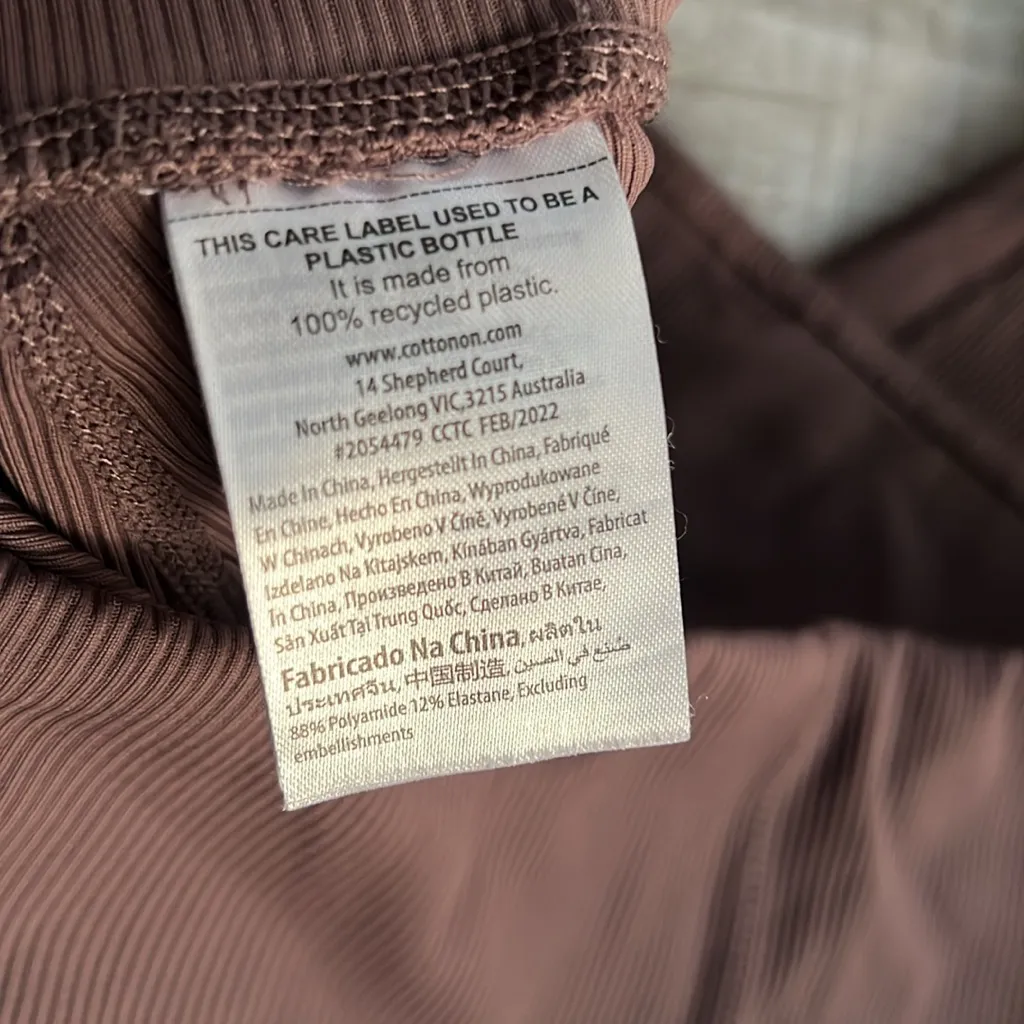 THIS CARE LABEL USED TO BE A
PLASTIC BOTTLE
It is made from
100% recycled plastic.
www.cottonon.com
14 Shepherd Court,
North Geelong VIC,3215 Australia
#2054479 CCTC FEB/2022
Made In China, Hergestellt In China, Fabriqué
En Chine, Hecho En China, Wyprodukowane
W Chinach, Vyrobeno V Číně, Vyrobené V Číne,
Izdelano Na Kitajskem, Kínában Gyártva, Fabricat
În China, Произведено В Китай, Buatan Cina,
Sản Xuất Tại Trung Quốc, Сделано В Китае,
Fabricado Na China, ผลิตใน
ประเทศจีน, 中国制造, صُنع في الصين
88% Polyamide 12% Elastane, Excluding
embellishments